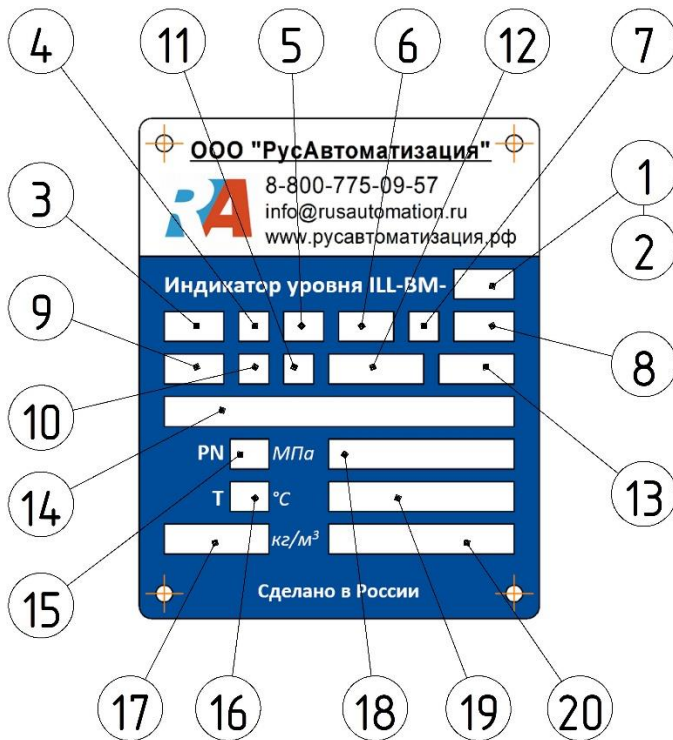 4 11 5 6 12 7
ООО "РусАвтоматизация"
RA
8-800-775-09-57
info@rusautomation.ru
www.русавтоматизация.рф
3 1
2
Индикатор уровня ILL-BM-
9 8
10
PN МПа
14 13
T °C
кг/м³
15
Сделано в России
17 16 18 19 20